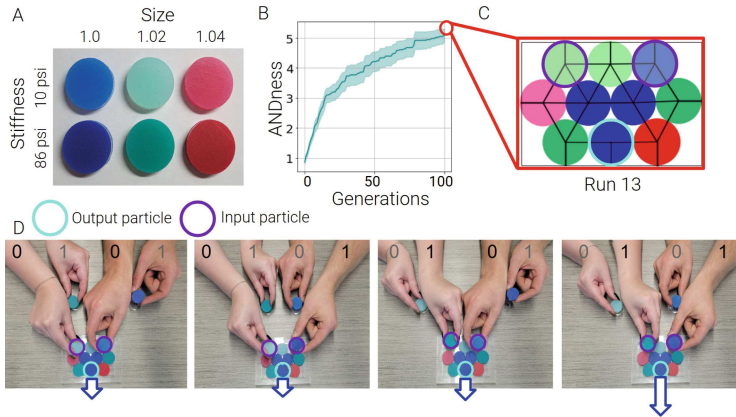 A
Size
1.0 1.02 1.04
Stiffness
10 psi
86 psi
B
ANDness
5
4
3
2
1
0 50 100
Generations
C
Run 13
Output particle
Input particle
D
0 1 0 1
0 1 0 1
0 1 0 1
0 1 0 1